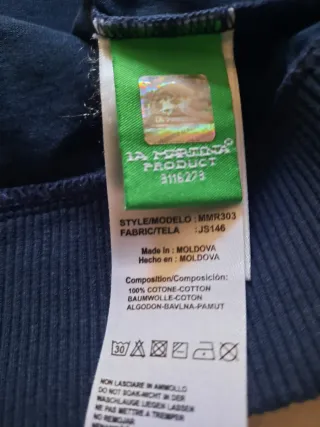 LA MARTINA
PRODUCT
3116273
STYLE/MODELO : MMR303
FABRIC/TELA : JS146
Made in : MOLDOVA
Hecho en : MOLDOVA
Composition/Composición:
100% COTONE-COTTON
BAUMWOLLE-COTON
ALGODON-BAVLNA-PAMUT
30
NON LASCIARE IN AMMOLLO
DO NOT-SOAK-NICHT IN DER
WASCHLAUGE LIEGEN LASSEN
NE PAS METTRE A TREMPER
NO REMOJAR